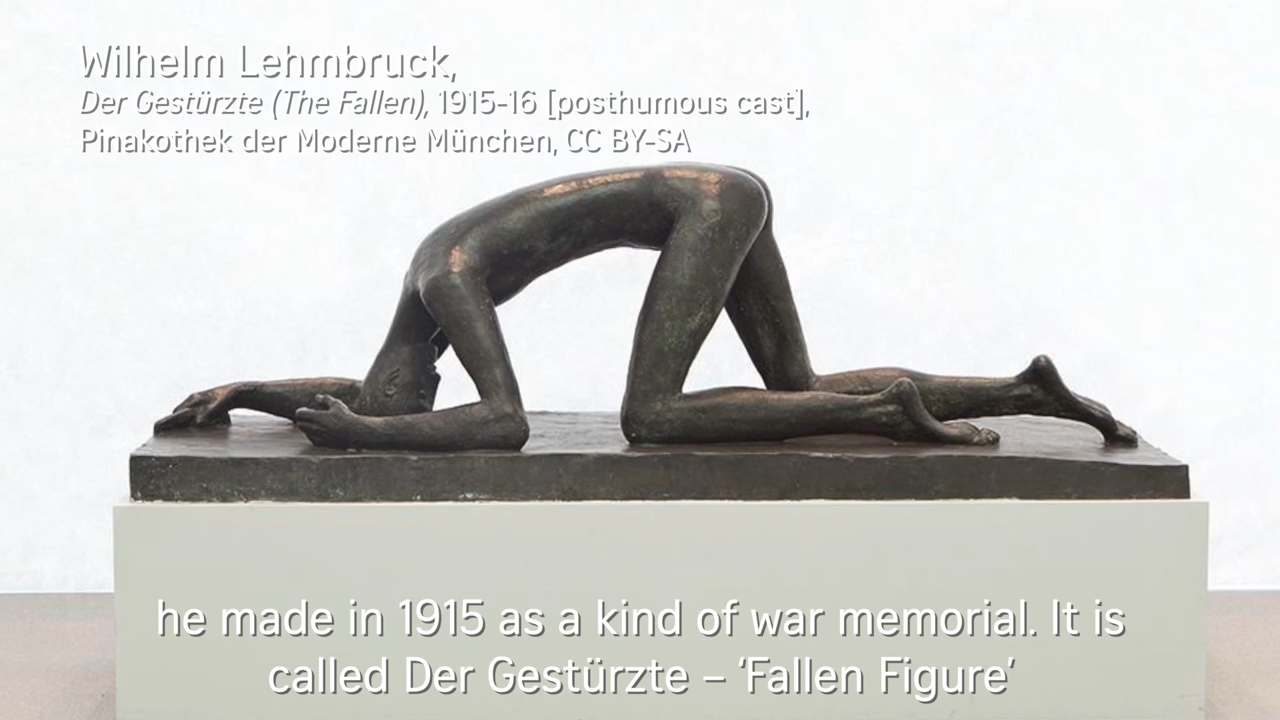 Wilhelm Lehmbruck,
Der Gestürzte (The Fallen), 1915-16 [posthumous cast],
Pinakothek der Moderne München, CC BY-SA
he made in 1915 as a kind of war memorial. It is
called Der Gestürzte – ‘Fallen Figure’